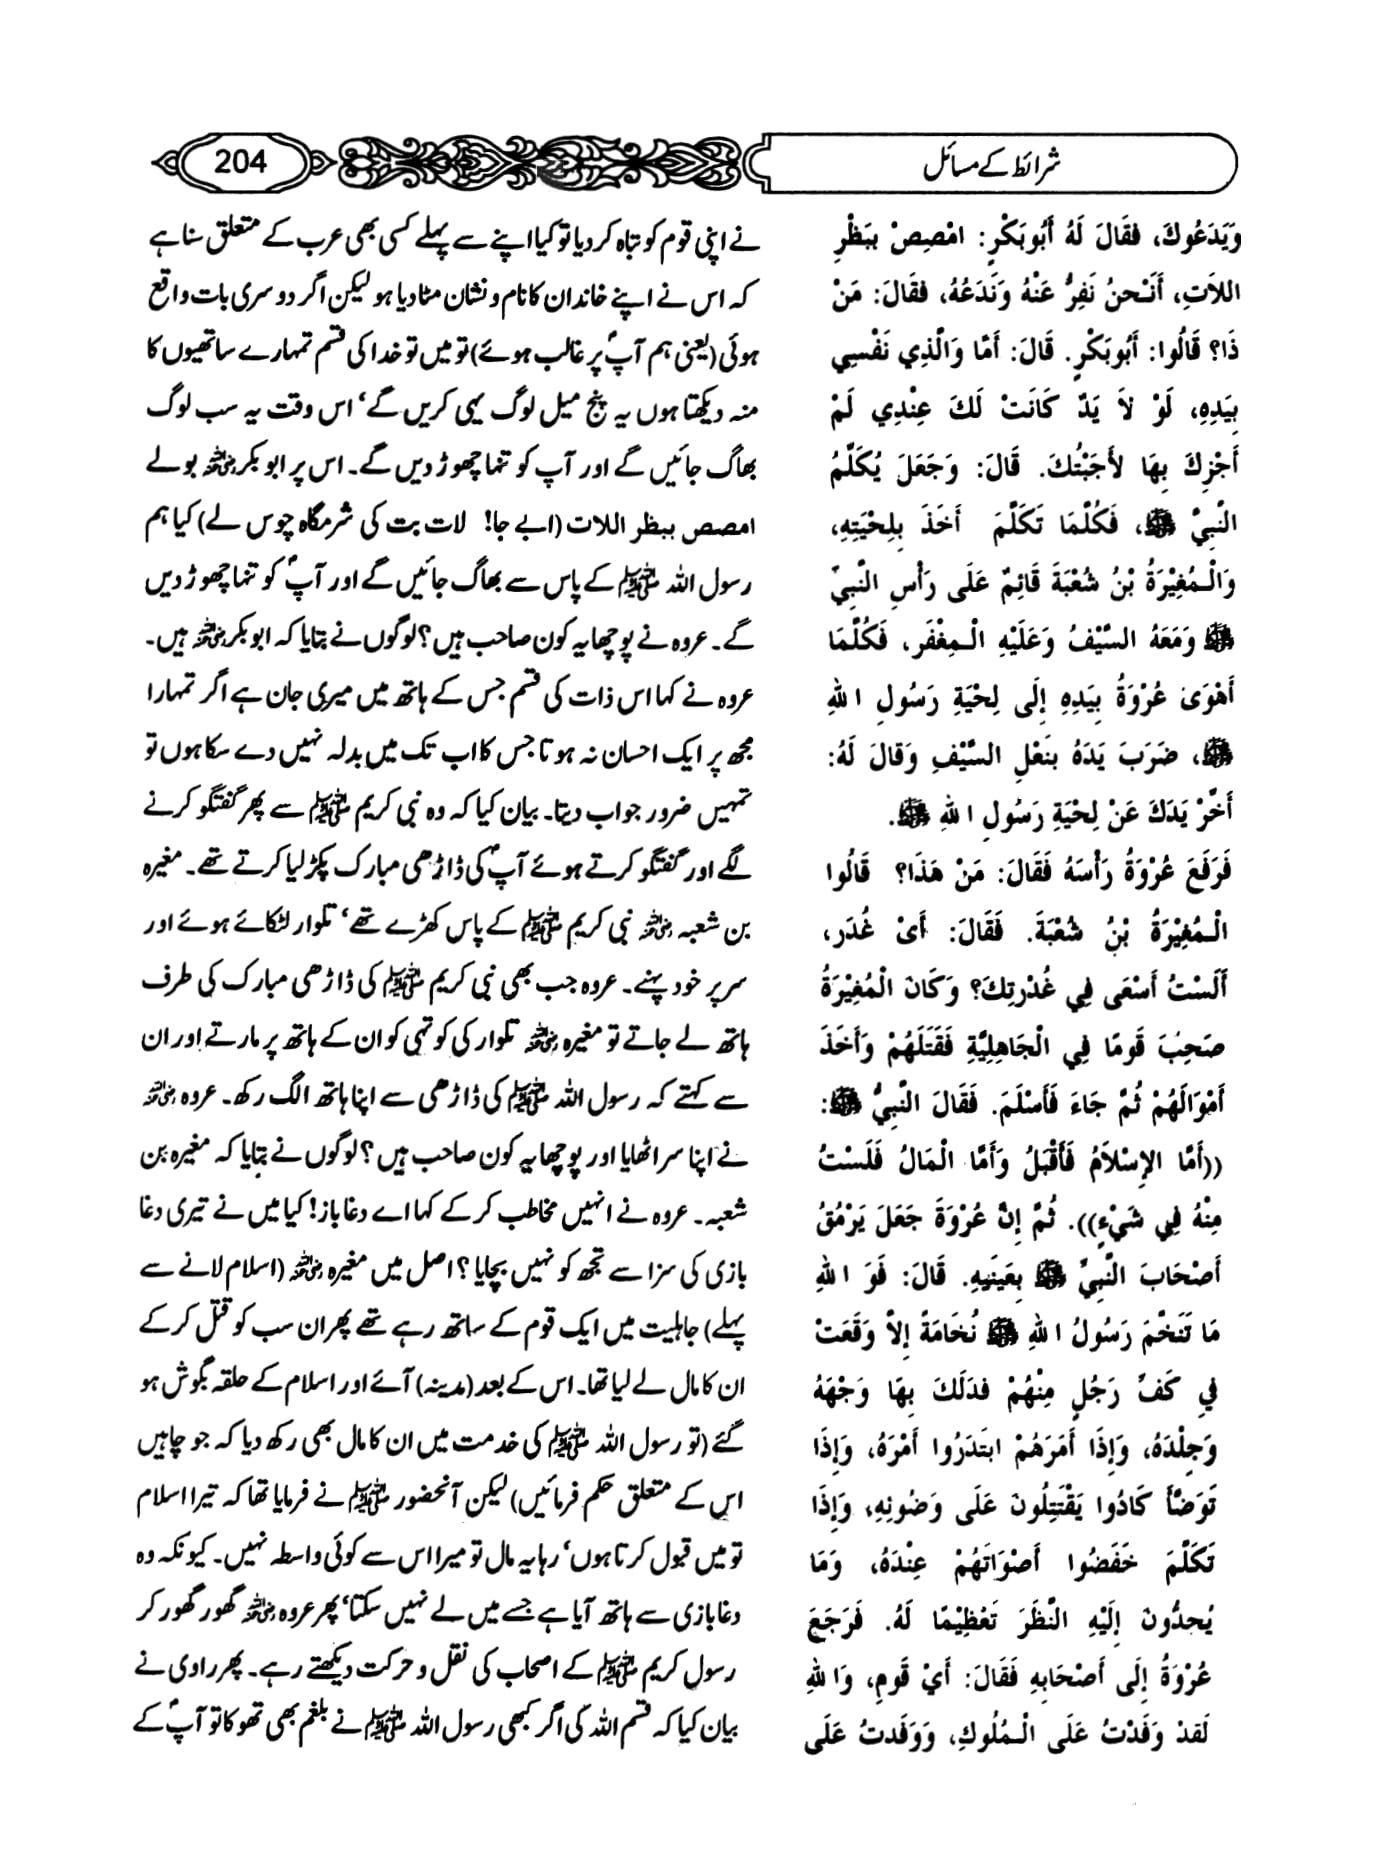 شرائط کے مسائل
204
وَيَدَعُوكَ، فَقَالَ لَهُ أَبُوبَكْرٍ: امْصِصْ بِبَظْرِ
اللاَّتِ، أَنَحْنُ نَفِرُّ عَنْهُ وَنَدَعُهُ، فَقَالَ: مَنْ
ذَا؟ قَالُوا: أَبُوبَكْرٍ. قَالَ: أَمَّا وَالَّذِي نَفْسِي
بِيَدِهِ، لَوْ لاَ يَدٌ كَانَتْ لَكَ عِنْدِي لَمْ
أَجْزِكَ بِهَا لأَجَبْتُكَ. قَالَ: وَجَعَلَ يُكَلِّمُ
النَّبِيَّ ﷺ، فَكُلَّمَا تَكَلَّمَ أَخَذَ بِلِحْيَتِهِ،
وَالْمُغِيْرَةُ بْنُ شُعْبَةَ قَائِمٌ عَلَى رَأْسِ النَّبِيِّ
ﷺ وَمَعَهُ السَّيْفُ وَعَلَيْهِ الْمِغْفَر، فَكُلَّمَا
أَهْوَى عُرْوَةُ بِيَدِهِ إِلَى لِحْيَةِ رَسُولِ اللهِ
ﷺ، ضَرَبَ يَدَهُ بِنَعْلِ السَّيْفِ وَقَالَ لَهُ:
أَخِّرْ يَدَكَ عَنْ لِحْيَةِ رَسُولِ اللهِ ﷺ.
فَرَفَعَ عُرْوَةُ رَأْسَهُ فَقَالَ: مَنْ هَذَا؟ قَالُوا
الْمُغِيْرَةُ بْنُ شُعْبَةَ. فَقَالَ: أَىْ غُدَر،
أَلَسْتُ أَسْعَى فِي غُدْرَتِكَ؟ وَكَانَ الْمُغِيْرَةُ
صَحِبَ قَومًا فِي الْجَاهِلِيَّةِ فَقَتَلَهُمْ وَأَخَذَ
أَمْوَالَهُمْ ثُمَّ جَاءَ فَأَسْلَمَ. فَقَالَ النَّبِيُّ ﷺ:
((أَمَّا الإِسْلاَمُ فَأَقْبَلُ وَأَمَّا الْمَالُ فَلَسْتُ
مِنْهُ فِي شَيْءٍ)). ثُمَّ إِنَّ عُرْوَةَ جَعَلَ يَرْمُقُ
أَصْحَابَ النَّبِيِّ ﷺ بِعَيْنَيهِ. قَالَ: فَوَ اللهِ
مَا تَنَخَّمَ رَسُولُ اللهِ ﷺ نُخَامَةً إِلاَّ وَقَعَتْ
فِي كَفِّ رَجُلٍ مِنْهُمْ فَدَلَكَ بِهَا وَجْهَهُ
وَجِلْدَهُ، وَإِذَا أَمَرَهُمْ ابْتَدَرُوا أَمْرَهُ، وَإِذَا
تَوَضَّأَ كَادُوا يَقْتَتِلُونَ عَلَى وَضُوئِهِ، وَإِذَا
تَكَلَّمَ خَفَضُوا أَصْوَاتَهُمْ عِنْدَهُ، وَمَا
يُحِدُّونَ إِلَيْهِ النَّظَرَ تَعْظِيْمًا لَهُ. فَرَجَعَ
عُرْوَةُ إِلَى أَصْحَابِهِ فَقَالَ: أَيْ قَومِ، وَاللهِ
لَقَدْ وَفَدْتُ عَلَى الْمُلُوكِ، وَوَفَدتُ عَلَى
نے اپنی قوم کو تباہ کر دیا تو کیا اپنے سے پہلے کسی بھی عرب کے متعلق سنا ہے
کہ اس نے اپنے خاندان کا نام و نشان مٹا دیا ہو لیکن اگر دوسری بات واقع
ہوئی (یعنی ہم آپؐ پر غالب ہوئے) تو میں تو خدا کی قسم تمہارے ساتھیوں کا
منہ دیکھتا ہوں یہ پنج میل لوگ یہی کریں گے‘ اس وقت یہ سب لوگ
بھاگ جائیں گے اور آپ کو تنہا چھوڑ دیں گے۔ اس پر ابو بکر رضی اللہ عنہ بولے
امصص ببظر اللات (ابے جا! لات بت کی شرمگاہ چوس لے) کیا ہم
رسول اللہ ﷺ کے پاس سے بھاگ جائیں گے اور آپؐ کو تنہا چھوڑ دیں
گے۔ عروہ نے پوچھا یہ کون صاحب ہیں؟ لوگوں نے بتایا کہ ابو بکر رضی اللہ عنہ ہیں۔
عروہ نے کہا اس ذات کی قسم جس کے ہاتھ میں میری جان ہے اگر تمہارا
مجھ پر ایک احسان نہ ہوتا جس کا اب تک میں بدلہ نہیں دے سکا ہوں تو
تمہیں ضرور جواب دیتا۔ بیان کیا کہ وہ نبی کریم ﷺ سے پھر گفتگو کرنے
لگے اور گفتگو کرتے ہوئے آپؐ کی ڈاڑھی مبارک پکڑ لیا کرتے تھے۔ مغیرہ
بن شعبہ رضی اللہ عنہ نبی کریم ﷺ کے پاس کھڑے تھے‘ تلوار لٹکائے ہوئے اور
سر پر خود پہنے۔ عروہ جب بھی نبی کریم ﷺ کی ڈاڑھی مبارک کی طرف
ہاتھ لے جاتے تو مغیرہ رضی اللہ عنہ تلوار کی کوتہی کو ان کے ہاتھ پر مارتے اور ان
سے کہتے کہ رسول اللہ ﷺ کی ڈاڑھی سے اپنا ہاتھ الگ رکھ۔ عروہ رضی اللہ عنہ
نے اپنا سر اٹھایا اور پوچھا یہ کون صاحب ہیں؟ لوگوں نے بتایا کہ مغیرہ بن
شعبہ۔ عروہ نے انہیں مخاطب کر کے کہا اے دغا باز! کیا میں نے تیری دغا
بازی کی سزا سے تجھ کو نہیں بچایا؟ اصل میں مغیرہ رضی اللہ عنہ (اسلام لانے سے
پہلے) جاہلیت میں ایک قوم کے ساتھ رہے تھے پھر ان سب کو قتل کر کے
ان کا مال لے لیا تھا۔ اس کے بعد (مدینہ) آئے اور اسلام کے حلقہ بگوش ہو
گئے (تو رسول اللہ ﷺ کی خدمت میں ان کا مال بھی رکھ دیا کہ جو چاہیں
اس کے متعلق حکم فرمائیں) لیکن آنحضور ﷺ نے فرمایا تھا کہ تیرا اسلام
تو میں قبول کرتا ہوں‘ رہا یہ مال تو میرا اس سے کوئی واسطہ نہیں۔ کیونکہ وہ
دغا بازی سے ہاتھ آیا ہے جسے میں لے نہیں سکتا‘ پھر عروہ رضی اللہ عنہ گھور گھور کر
رسول کریم ﷺ کے اصحاب کی نقل و حرکت دیکھتے رہے۔ پھر راوی نے
بیان کیا کہ قسم اللہ کی اگر کبھی رسول اللہ ﷺ نے بلغم بھی تھوکا تو آپؐ کے